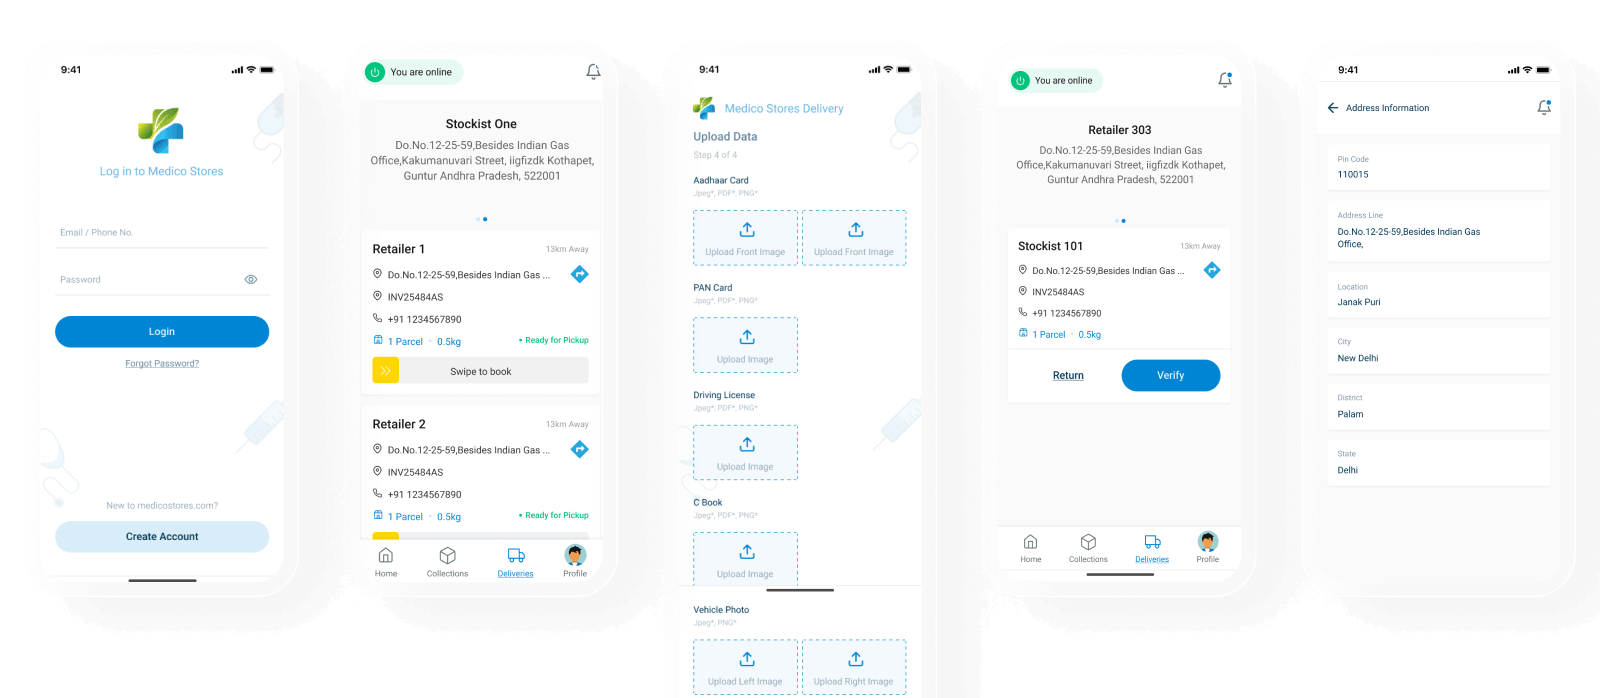 9:41
Log in to Medico Stores
Email / Phone No.
Password
Login
Forgot Password?
New to medicostores.com?
Create Account
You are online
Stockist One
Do.No.12-25-59,Besides Indian Gas
Office,Kakumanuvari Street, iigfizdk Kothapet,
Guntur Andhra Pradesh, 522001
Retailer 1
13km Away
Do.No.12-25-59,Besides Indian Gas ...
INV25484AS
+91 1234567890
1 Parcel • 0.5kg
• Ready for Pickup
Swipe to book
Retailer 2
13km Away
Do.No.12-25-59,Besides Indian Gas ...
INV25484AS
+91 1234567890
1 Parcel • 0.5kg
• Ready for Pickup
Home
Collections
Deliveries
Profile
9:41
Medico Stores Delivery
Upload Data
Step 4 of 4
Aadhaar Card
Jpeg*, PDF*, PNG*
Upload Front Image
Upload Front Image
PAN Card
Jpeg*, PDF*, PNG*
Upload Image
Driving License
Jpeg*, PDF*, PNG*
Upload Image
C Book
Jpeg*, PDF*, PNG*
Upload Image
Vehicle Photo
Jpeg*, PNG*
Upload Left Image
Upload Right Image
You are online
Retailer 303
Do.No.12-25-59,Besides Indian Gas
Office,Kakumanuvari Street, iigfizdk Kothapet,
Guntur Andhra Pradesh, 522001
Stockist 101
13km Away
Do.No.12-25-59,Besides Indian Gas ...
INV25484AS
+91 1234567890
1 Parcel • 0.5kg
Return
Verify
Home
Collections
Deliveries
Profile
9:41
Address Information
Pin Code
110015
Address Line
Do.No.12-25-59,Besides Indian Gas
Office,
Location
Janak Puri
City
New Delhi
District
Palam
State
Delhi